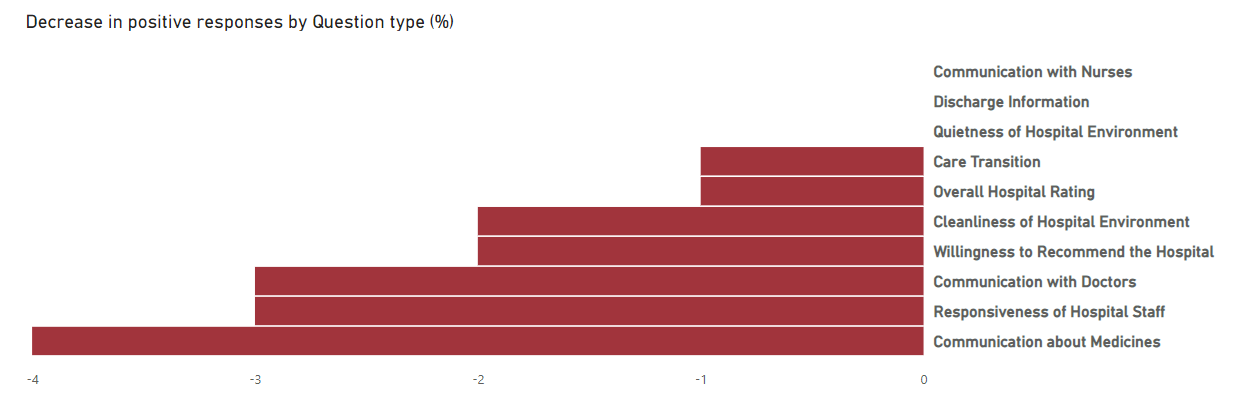 Decrease in positive responses by Question type (%)
Communication with Nurses
Discharge Information
Quietness of Hospital Environment
Care Transition
Overall Hospital Rating
Cleanliness of Hospital Environment
Willingness to Recommend the Hospital
Communication with Doctors
Responsiveness of Hospital Staff
Communication about Medicines
-4 -3 -2 -1 0